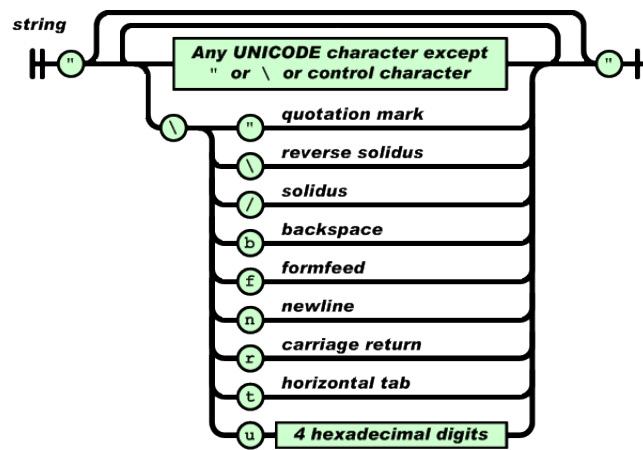 string
" Any UNICODE character except "
" or \ or control character
\ " quotation mark
\ reverse solidus
/ solidus
b backspace
f formfeed
n newline
r carriage return
t horizontal tab
u 4 hexadecimal digits